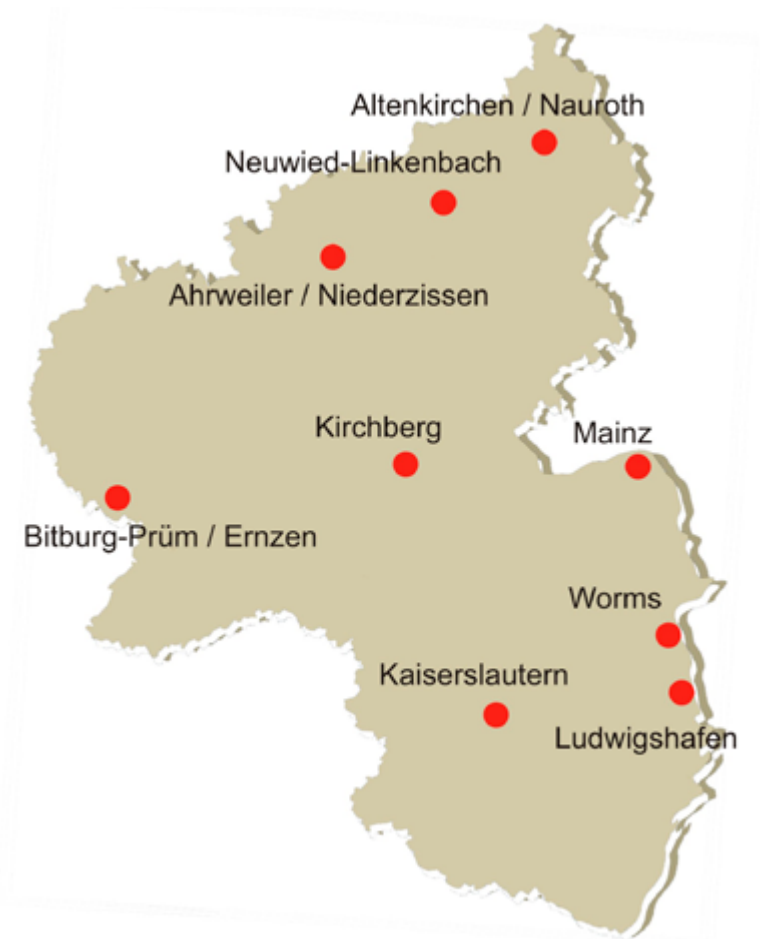 Altenkirchen / Nauroth
Neuwied-Linkenbach
Ahrweiler / Niederzissen
Kirchberg
Mainz
Bitburg-Prüm / Ernzen
Worms
Kaiserslautern
Ludwigshafen